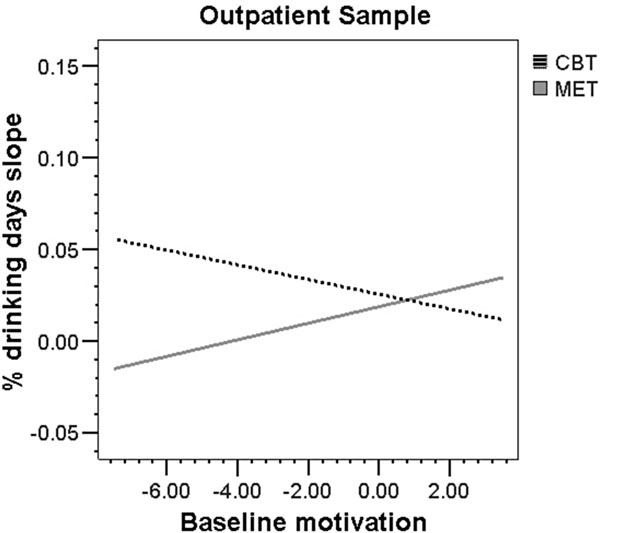 Outpatient Sample
CBT
MET
% drinking days slope
0.15
0.10
0.05
0.00
-0.05
-6.00 -4.00 -2.00 0.00 2.00
Baseline motivation